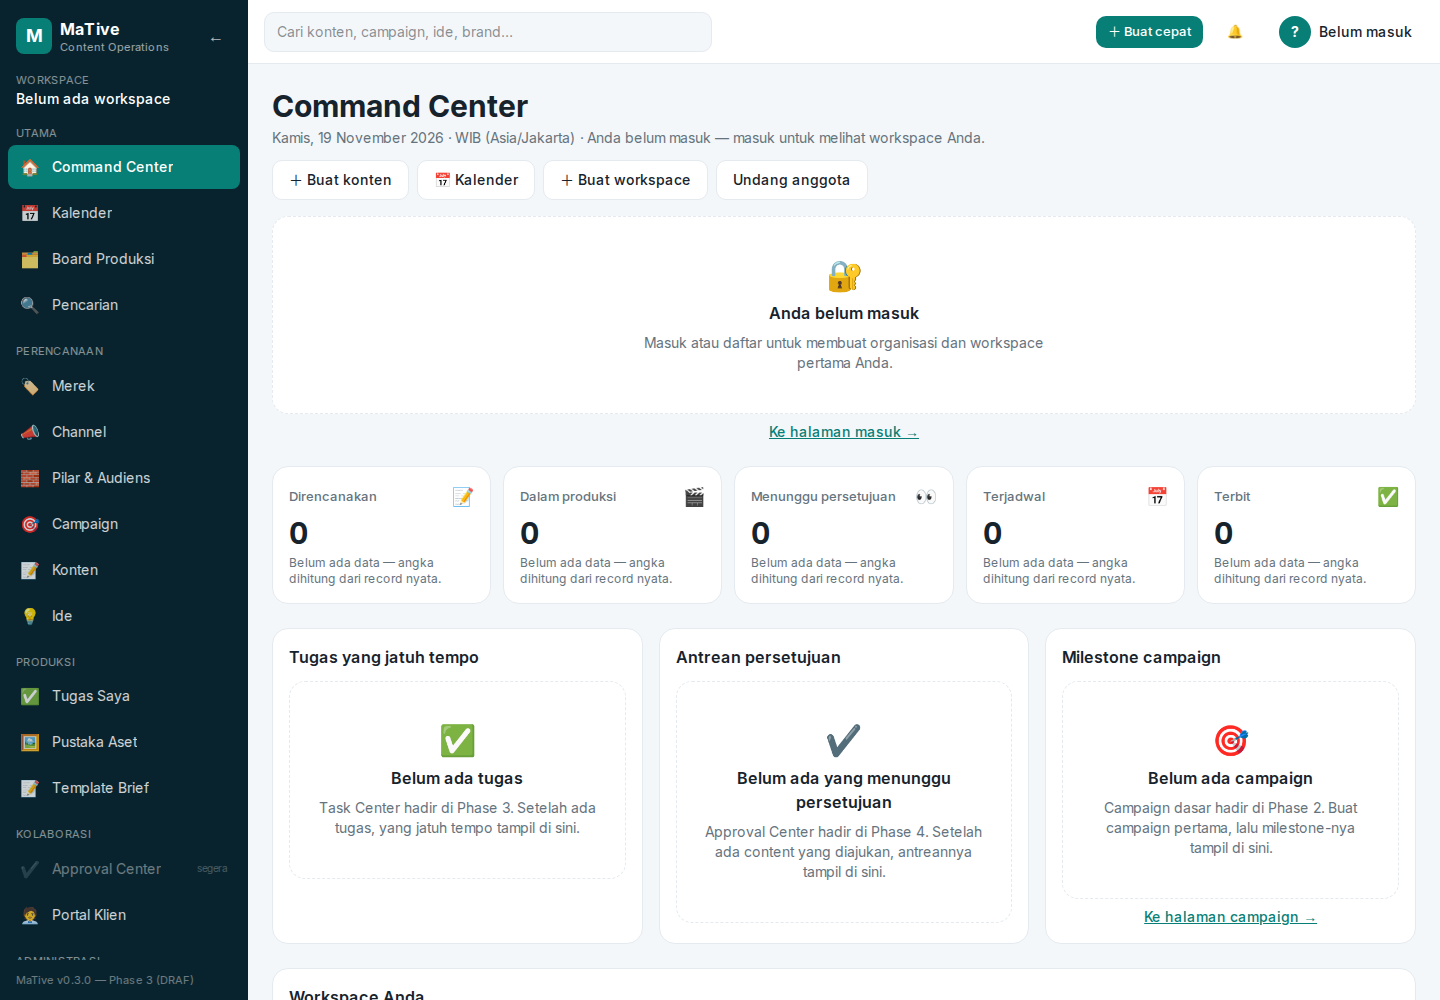 M
MaTive
Content Operations
←
WORKSPACE
Belum ada workspace
UTAMA
Command Center
Kalender
Board Produksi
Pencarian
PERENCANAAN
Merek
Channel
Pilar & Audiens
Campaign
Konten
Ide
PRODUKSI
Tugas Saya
Pustaka Aset
Template Brief
KOLABORASI
Approval Center segera
Portal Klien
ADMINISTRASI
MaTive v0.3.0 — Phase 3 (DRAF)
Cari konten, campaign, ide, brand...
+ Buat cepat
? Belum masuk
Command Center
Kamis, 19 November 2026 · WIB (Asia/Jakarta) · Anda belum masuk — masuk untuk melihat workspace Anda.
+ Buat konten
Kalender
+ Buat workspace
Undang anggota
Anda belum masuk
Masuk atau daftar untuk membuat organisasi dan workspace
pertama Anda.
Ke halaman masuk →
Direncanakan
0
Belum ada data — angka
dihitung dari record nyata.
Dalam produksi
0
Belum ada data — angka
dihitung dari record nyata.
Menunggu persetujuan
0
Belum ada data — angka
dihitung dari record nyata.
Terjadwal
0
Belum ada data — angka
dihitung dari record nyata.
Terbit
0
Belum ada data — angka
dihitung dari record nyata.
Tugas yang jatuh tempo
Belum ada tugas
Task Center hadir di Phase 3. Setelah ada
tugas, yang jatuh tempo tampil di sini.
Antrean persetujuan
Belum ada yang menunggu
persetujuan
Approval Center hadir di Phase 4. Setelah
ada content yang diajukan, antreannya
tampil di sini.
Milestone campaign
Belum ada campaign
Campaign dasar hadir di Phase 2. Buat
campaign pertama, lalu milestone-nya
tampil di sini.
Ke halaman campaign →
Workspace Anda